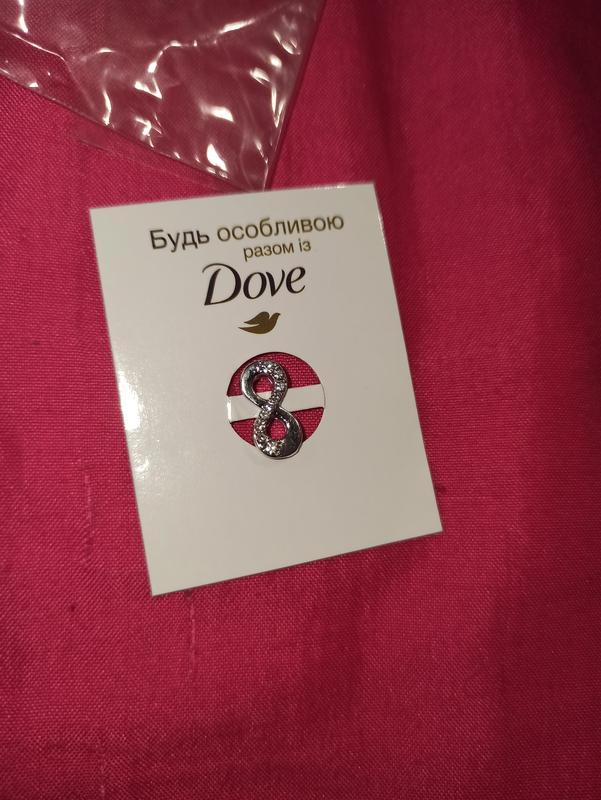 Будь особливою
разом із
Dove